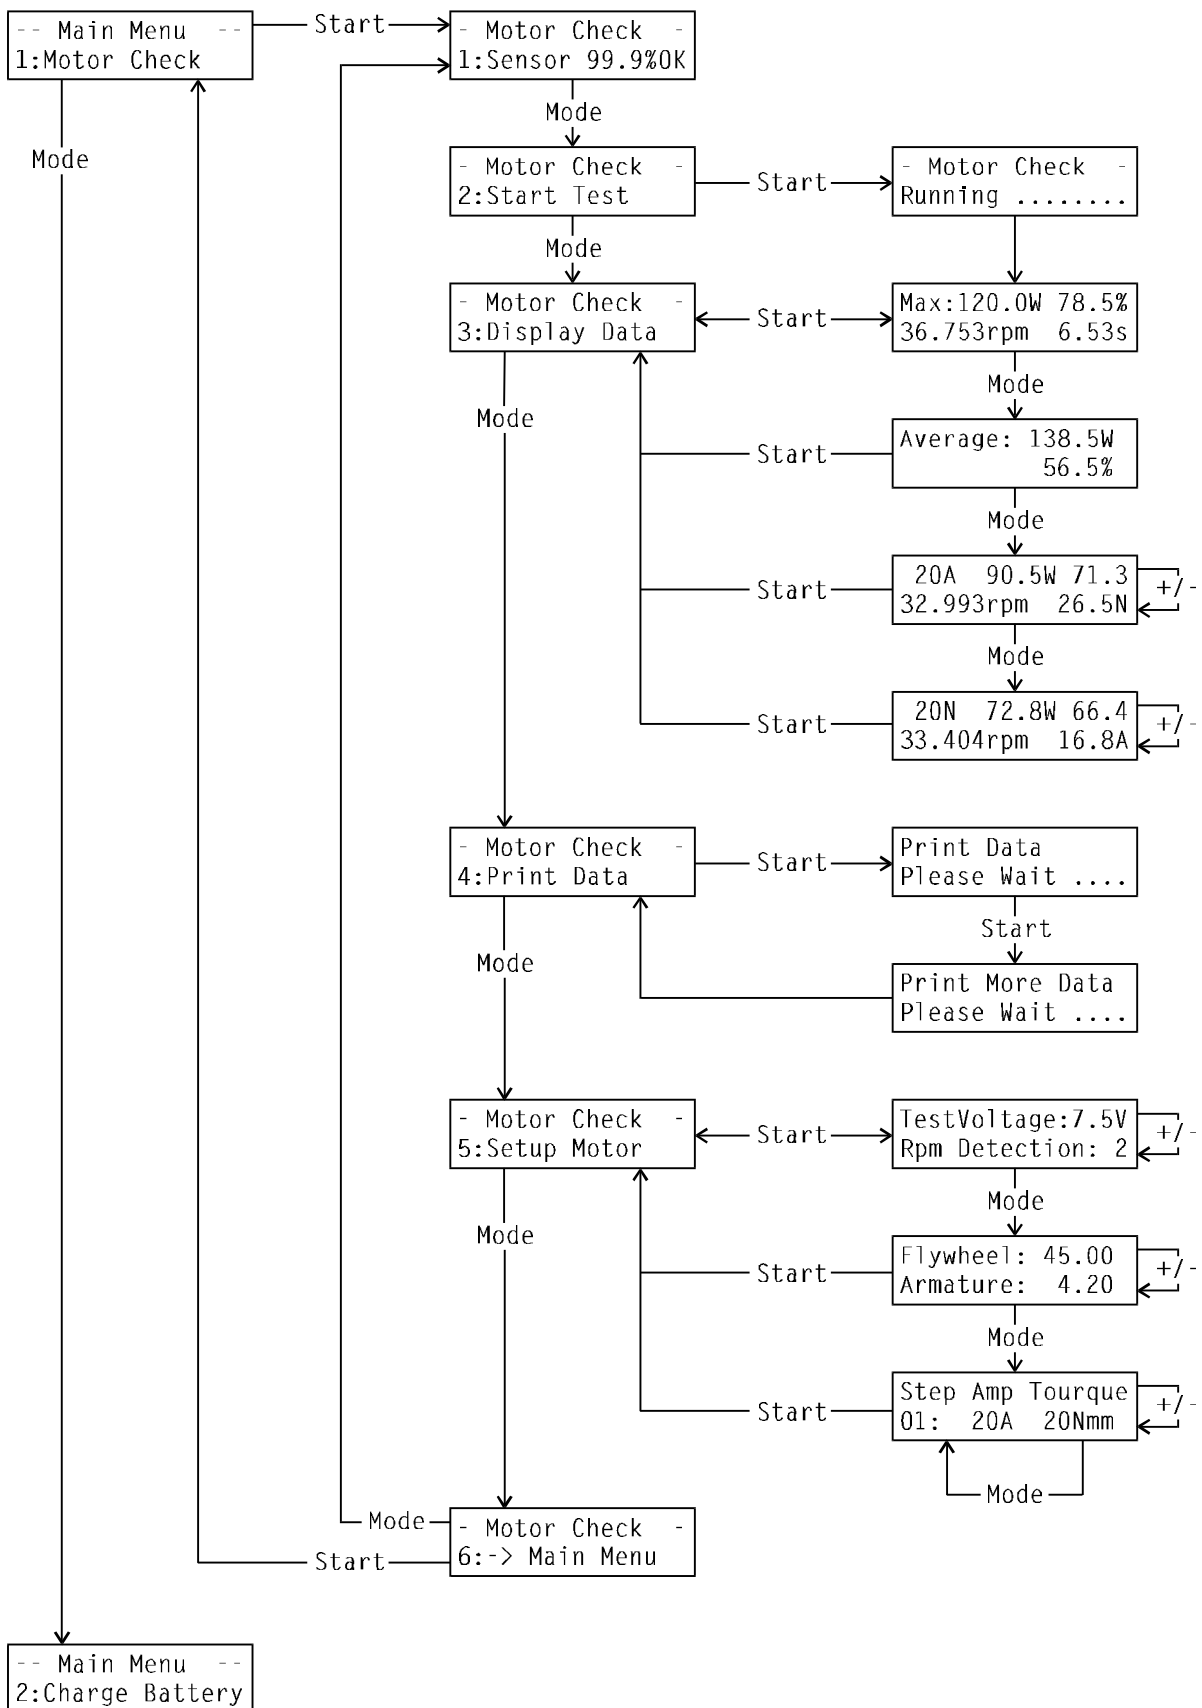 -- Main Menu --
1:Motor Check
Start
- Motor Check -
1:Sensor 99.9%OK
Mode
Mode
- Motor Check -
2:Start Test
Start
- Motor Check -
Running ........
Mode
- Motor Check -
3:Display Data
Start
Max:120.0W 78.5%
36.753rpm 6.53s
Mode
Mode
Average: 138.5W
56.5%
Start
Mode
20A 90.5W 71.3
32.993rpm 26.5N
+/-
Start
Mode
20N 72.8W 66.4
33.404rpm 16.8A
+/-
Start
- Motor Check -
4:Print Data
Start
Print Data
Please Wait ....
Start
Mode
Print More Data
Please Wait ....
- Motor Check -
5:Setup Motor
Start
TestVoltage:7.5V
Rpm Detection: 2
+/-
Mode
Mode
Flywheel: 45.00
Armature: 4.20
+/-
Start
Mode
Step Amp Tourque
01: 20A 20Nmm
+/-
Start
Mode
Mode
- Motor Check -
6:-> Main Menu
Start
-- Main Menu --
2:Charge Battery